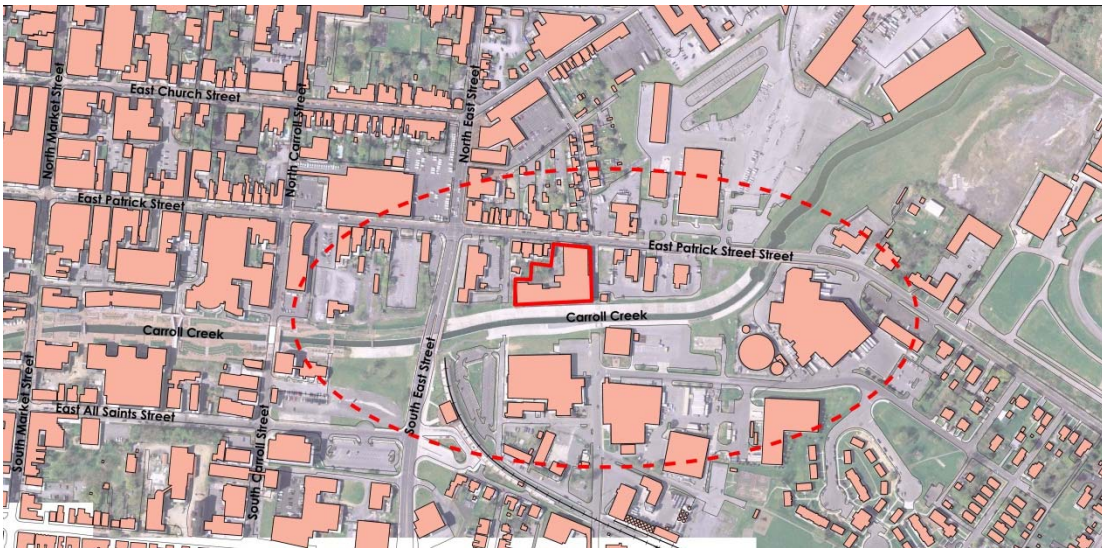 East Church Street
North Market Street
North Carroll Street
North East Street
East Patrick Street
East Patrick Street Street
Carroll Creek
Carroll Creek
South East Street
South Market Street
East All Saints Street
South Carroll Street